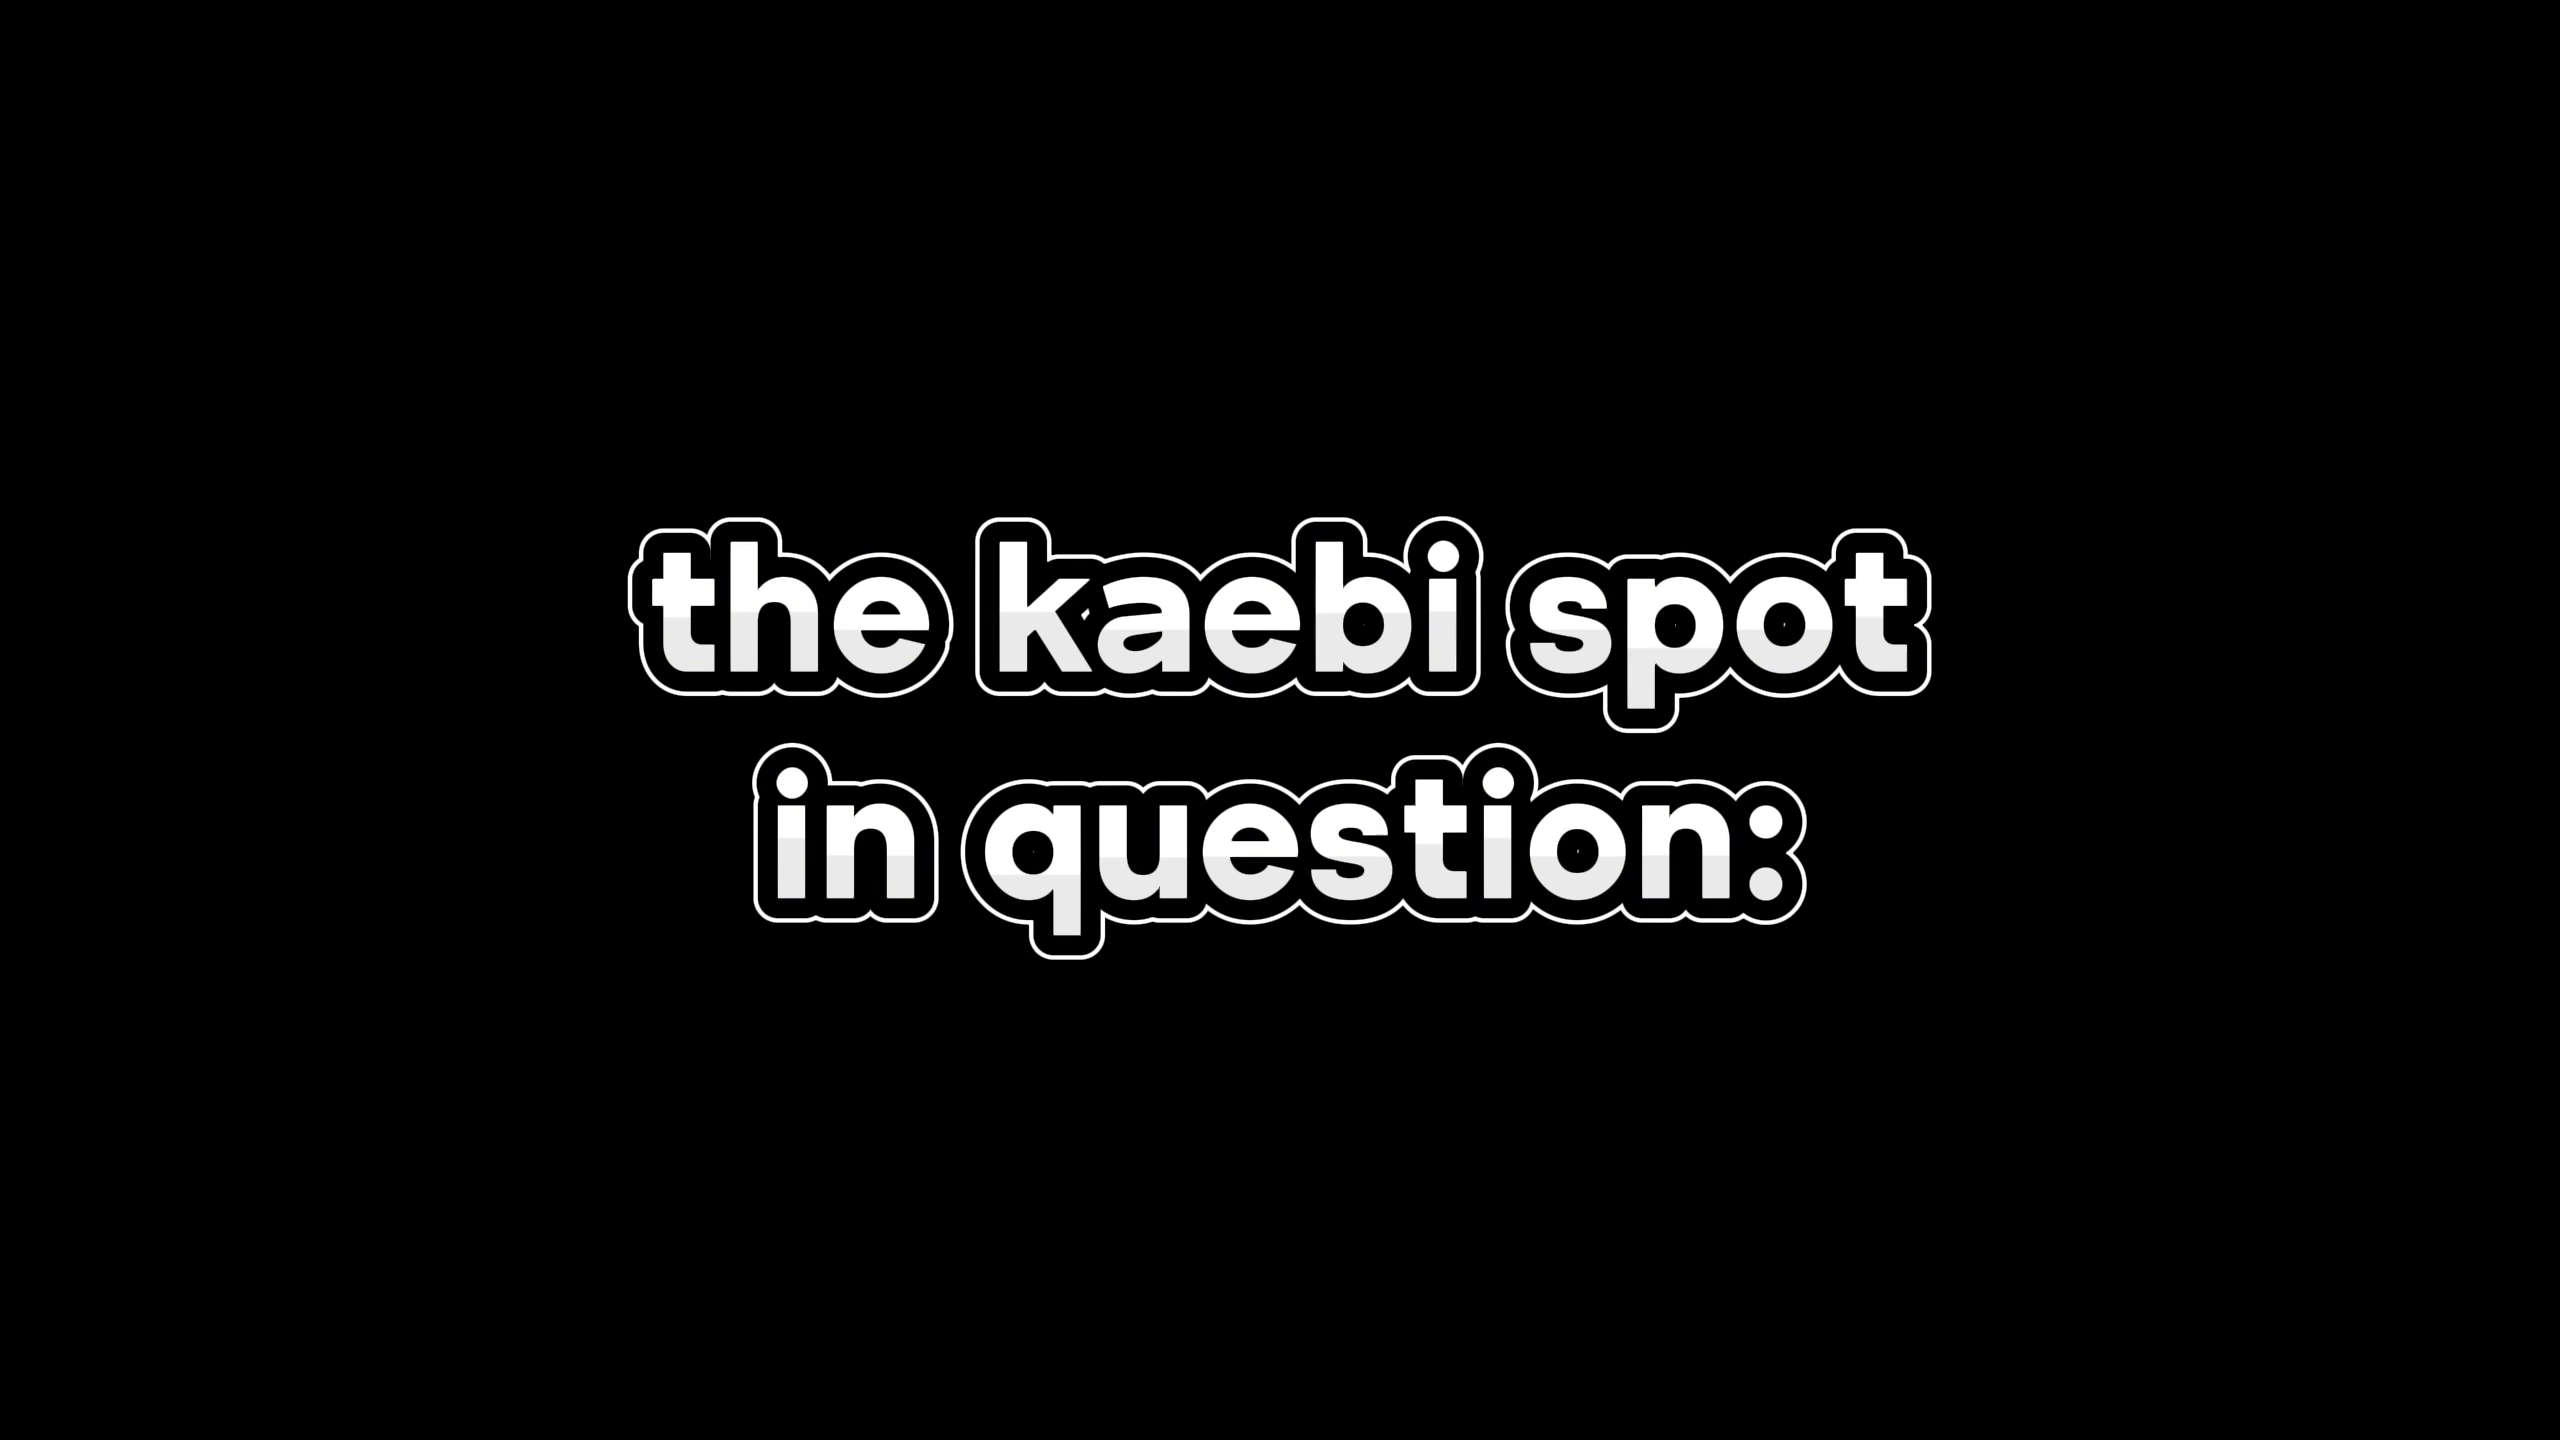 the kaebi spot
in question: